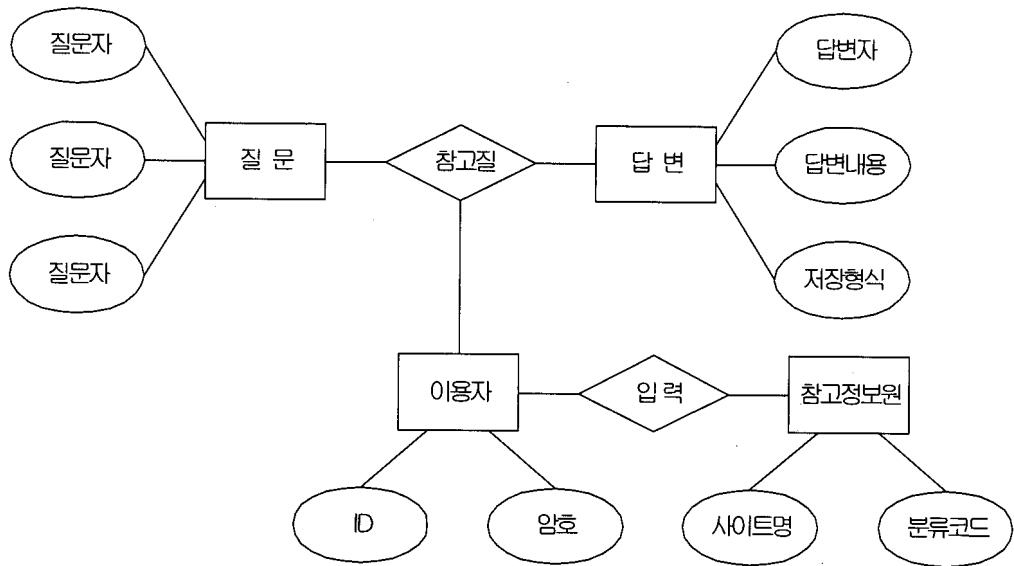 질문자
답변자
질문자
질 문
참고질
답 변
답변내용
질문자
저장형식
이용자
입 력
참고정보원
ID
암호
사이트명
분류코드